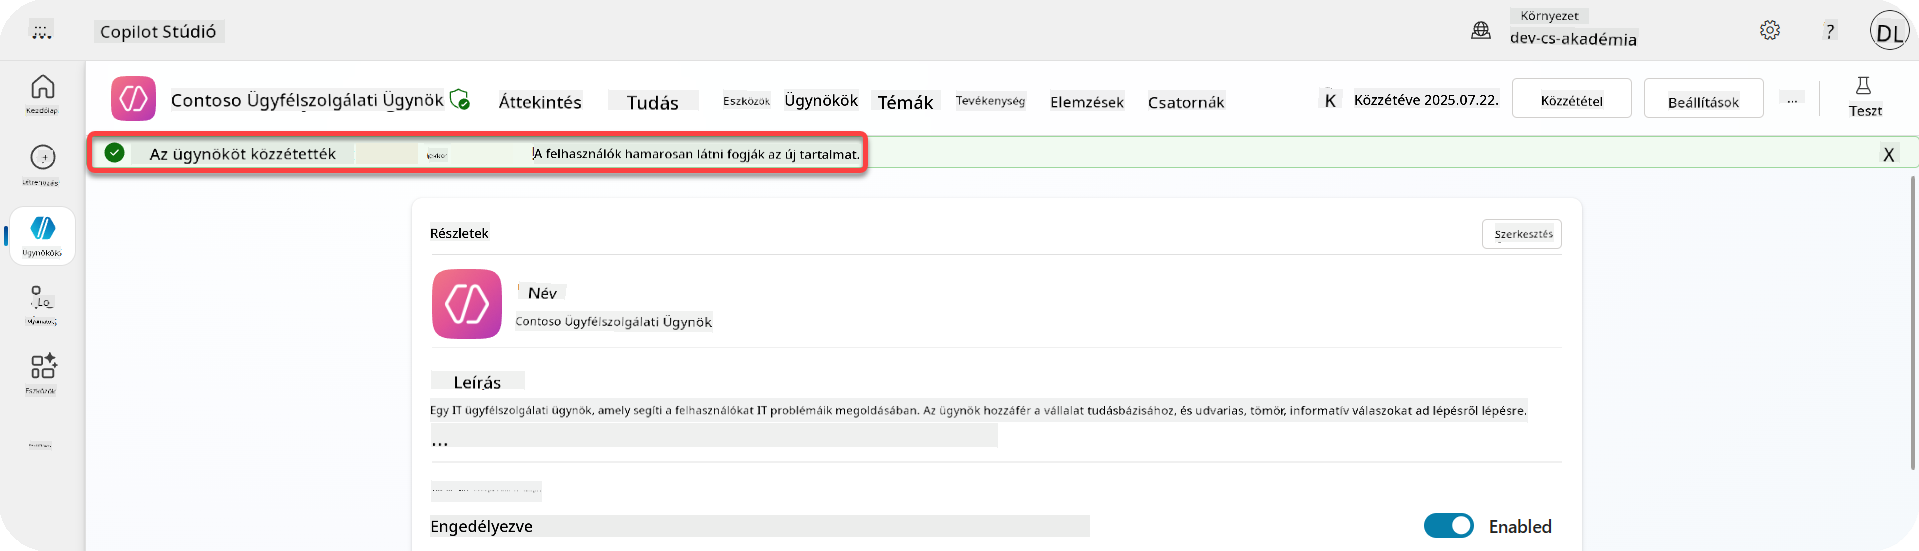 Copilot Stúdió
Környezet
dev-cs-akadémia
?
DL
Kezdőlap
Ügynökök
Eszközök
Contoso Ügyfélszolgálati Ügynök
Áttekintés
Tudás
Eszközök
Ügynökök
Témák
Tevékenység
Elemzések
Csatornák
K
Közzétéve 2025.07.22.
Közzététel
Beállítások
...
Teszt
Az ügynököt közzétették
A felhasználók hamarosan látni fogják az új tartalmat.
X
Részletek
Szerkesztés
Név
Contoso Ügyfélszolgálati Ügynök
Leírás
Egy IT ügyfélszolgálati ügynök, amely segíti a felhasználókat IT problémáik megoldásában. Az ügynök hozzáfér a vállalat tudásbázisához, és udvarias, tömör, informatív válaszokat ad lépésről lépésre.
...
Engedélyezve
Enabled